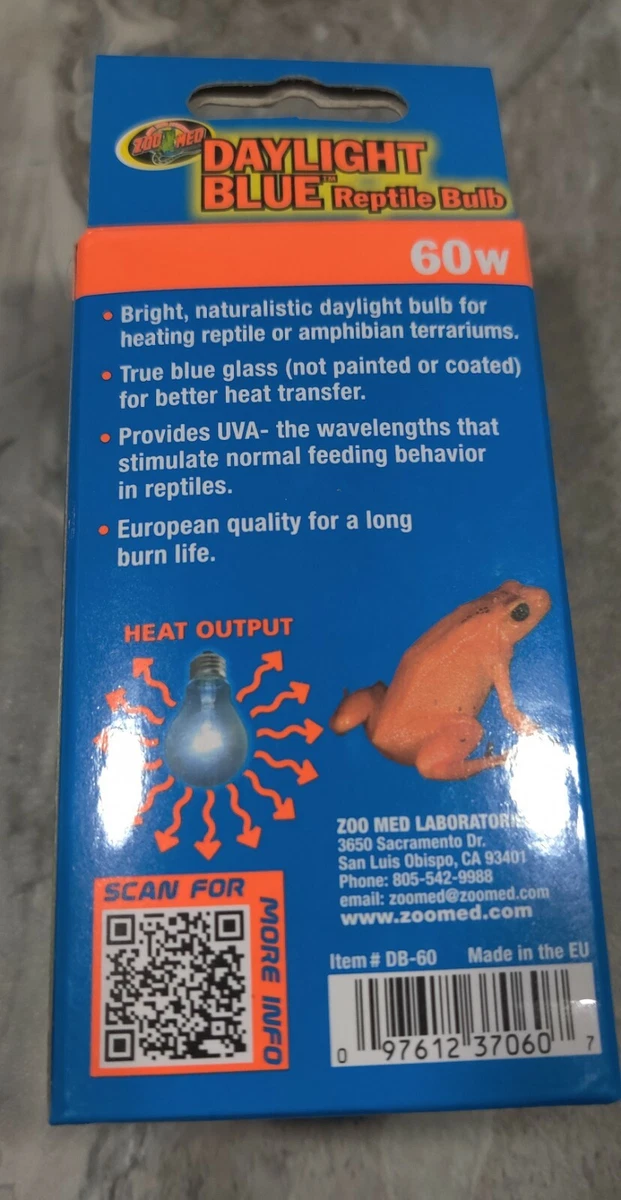 ZOO MED
DAYLIGHT
BLUE™ Reptile Bulb
60W
• Bright, naturalistic daylight bulb for
heating reptile or amphibian terrariums.
• True blue glass (not painted or coated)
for better heat transfer.
• Provides UVA- the wavelengths that
stimulate normal feeding behavior
in reptiles.
• European quality for a long
burn life.
HEAT OUTPUT
ZOO MED
3650 Sacramento Dr.
San Luis Obispo, CA 93401
Phone: 805-542-9988
email: zoomed@zoomed.com
www.zoomed.com
SCAN FOR
MORE INFO
Item # DB-60 Made in the EU
0 97612 37060 7